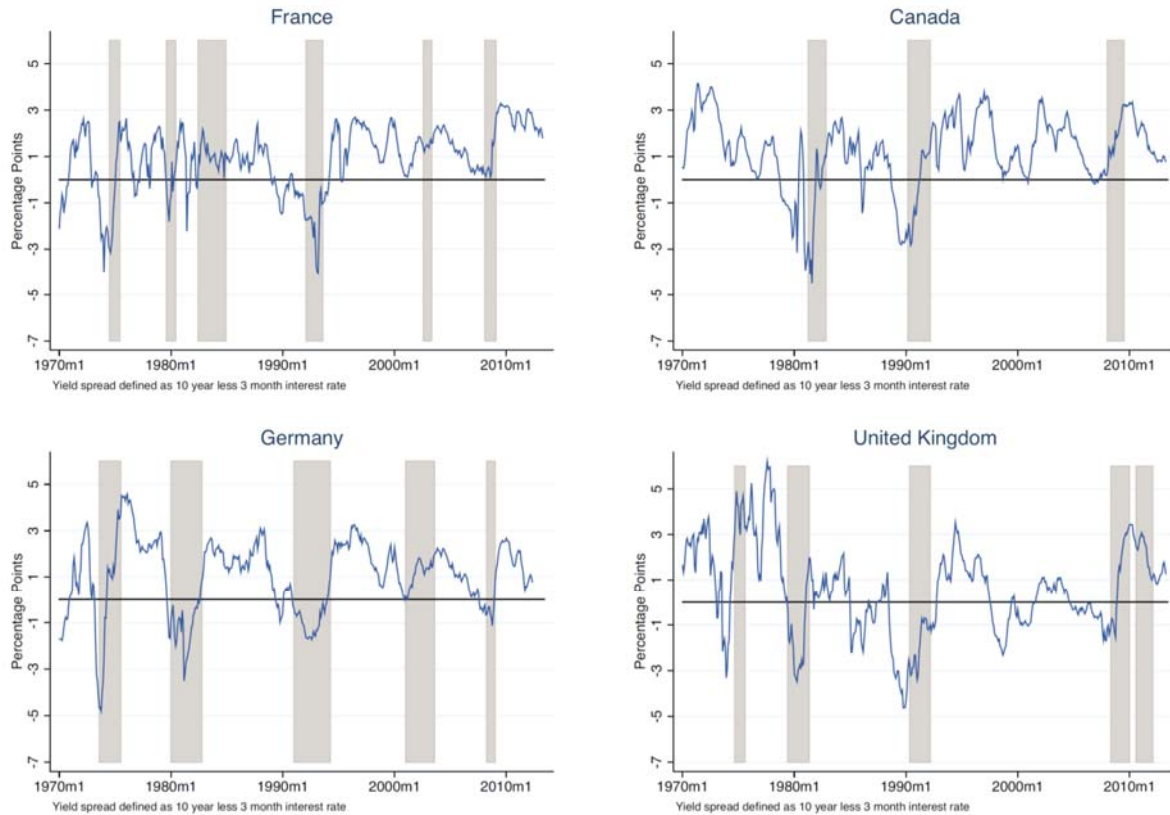 France
Percentage Points
5
3
1
-1
-3
-5
-7
1970m1 1980m1 1990m1 2000m1 2010m1
Yield spread defined as 10 year less 3 month interest rate
Canada
Percentage Points
5
3
1
-1
-3
-5
-7
1970m1 1980m1 1990m1 2000m1 2010m1
Yield spread defined as 10 year less 3 month interest rate
Germany
Percentage Points
5
3
1
-1
-3
-5
-7
1970m1 1980m1 1990m1 2000m1 2010m1
Yield spread defined as 10 year less 3 month interest rate
United Kingdom
Percentage Points
5
3
1
-1
-3
-5
-7
1970m1 1980m1 1990m1 2000m1 2010m1
Yield spread defined as 10 year less 3 month interest rate